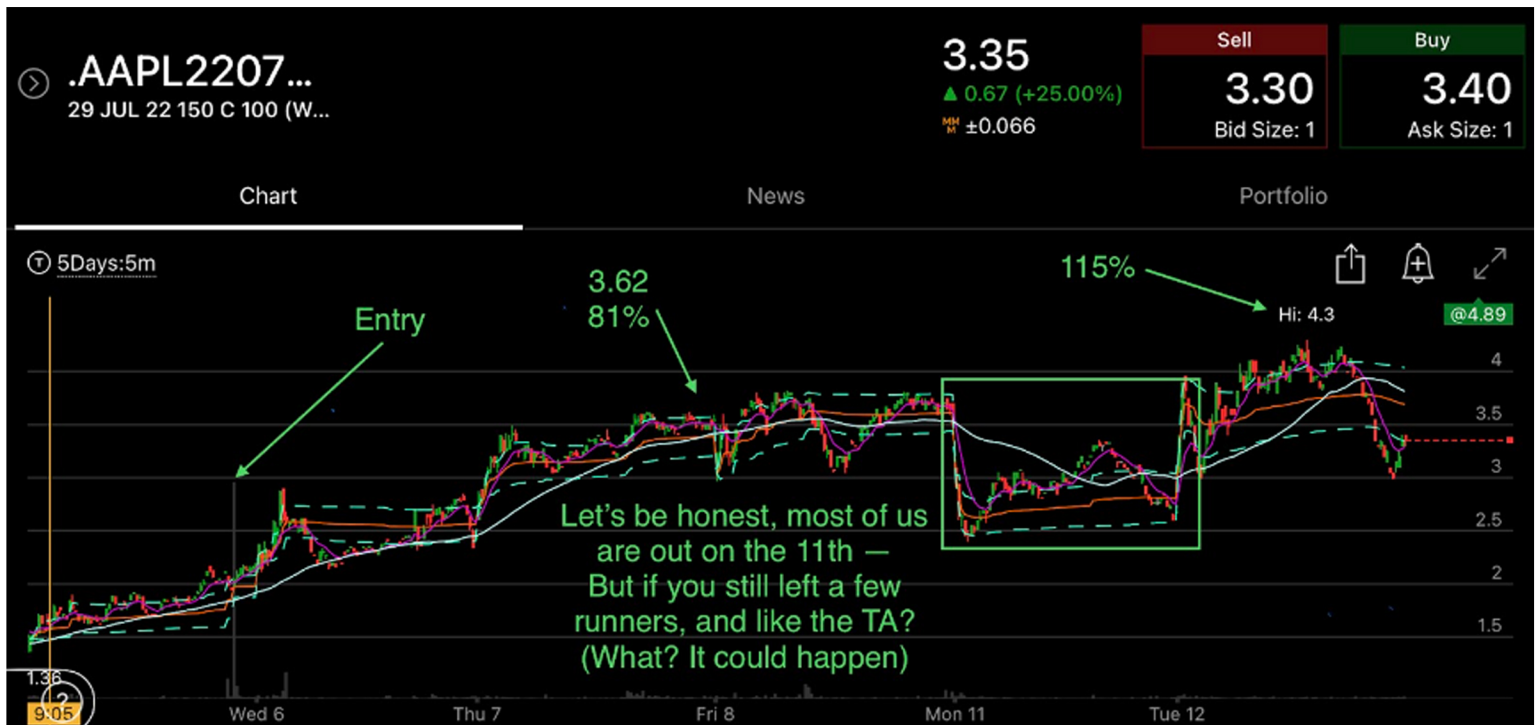 .AAPL2207...
29 JUL 22 150 C 100 (W...
3.35
0.67 (+25.00%)
MMM ±0.066
Sell
3.30
Bid Size: 1
Buy
3.40
Ask Size: 1
Chart
News
Portfolio
T 5Days:5m
Entry
3.62
81%
115%
Hi: 4.3
@4.89
4
3.5
3
2.5
2
1.5
Let's be honest, most of us
are out on the 11th —
But if you still left a few
runners, and like the TA?
(What? It could happen)
1.36
?
9:05
Wed 6
Thu 7
Fri 8
Mon 11
Tue 12